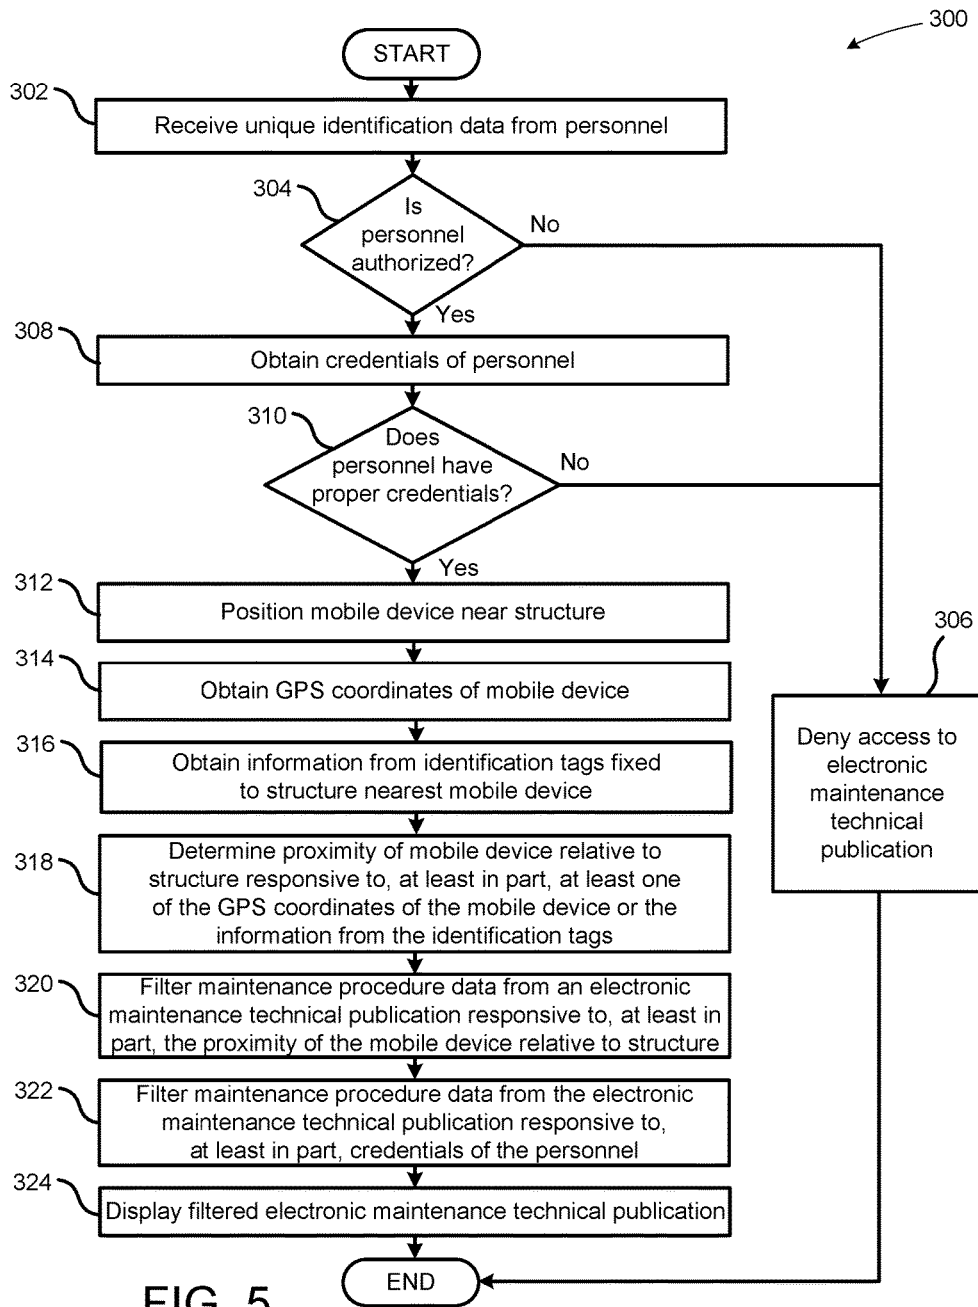 300
START
302
Receive unique identification data from personnel
304
Is
personnel
authorized?
No
Yes
308
Obtain credentials of personnel
310
Does
personnel have
proper credentials?
No
Yes
312
Position mobile device near structure
314
Obtain GPS coordinates of mobile device
316
Obtain information from identification tags fixed
to structure nearest mobile device
306
Deny access to
electronic
maintenance
technical
publication
318
Determine proximity of mobile device relative to
structure responsive to, at least in part, at least one
of the GPS coordinates of the mobile device or the
information from the identification tags
320
Filter maintenance procedure data from an electronic
maintenance technical publication responsive to, at least in
part, the proximity of the mobile device relative to structure
322
Filter maintenance procedure data from the electronic
maintenance technical publication responsive to,
at least in part, credentials of the personnel
324
Display filtered electronic maintenance technical publication
END
FIG. 5